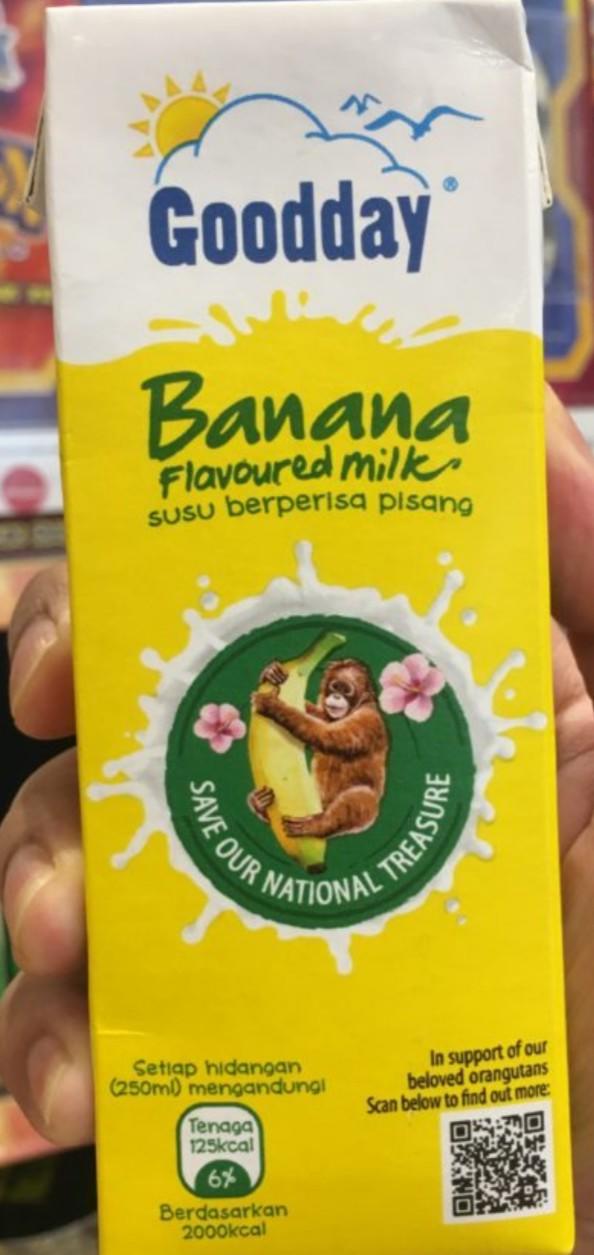 Goodday®
Banana
Flavoured milk
susu berperisa pisang
SAVE OUR NATIONAL TREASURE
Setiap hidangan
(250ml) mengandungi
Tenaga
125kcal
6%
Berdasarkan
2000kcal
In support of our
beloved orangutans
Scan below to find out more: